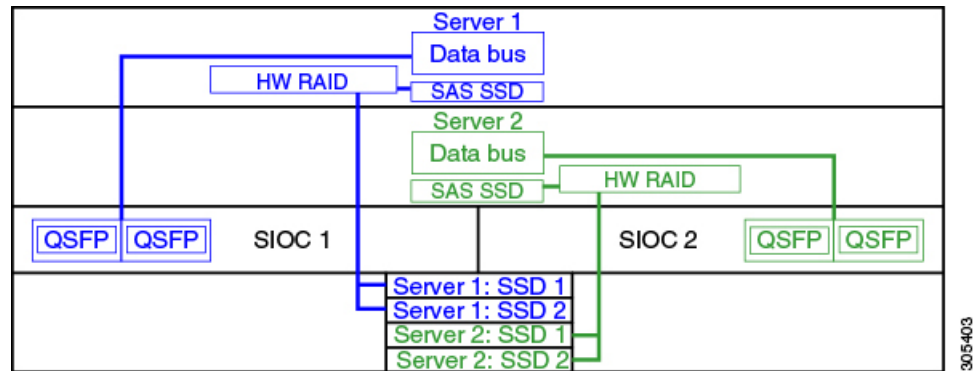 Server 1
Data bus
HW RAID
SAS SSD
Server 2
Data bus
HW RAID
SAS SSD
QSFP QSFP SIOC 1 SIOC 2 QSFP QSFP
Server 1: SSD 1
Server 1: SSD 2
Server 2: SSD 1
Server 2: SSD 2
305403